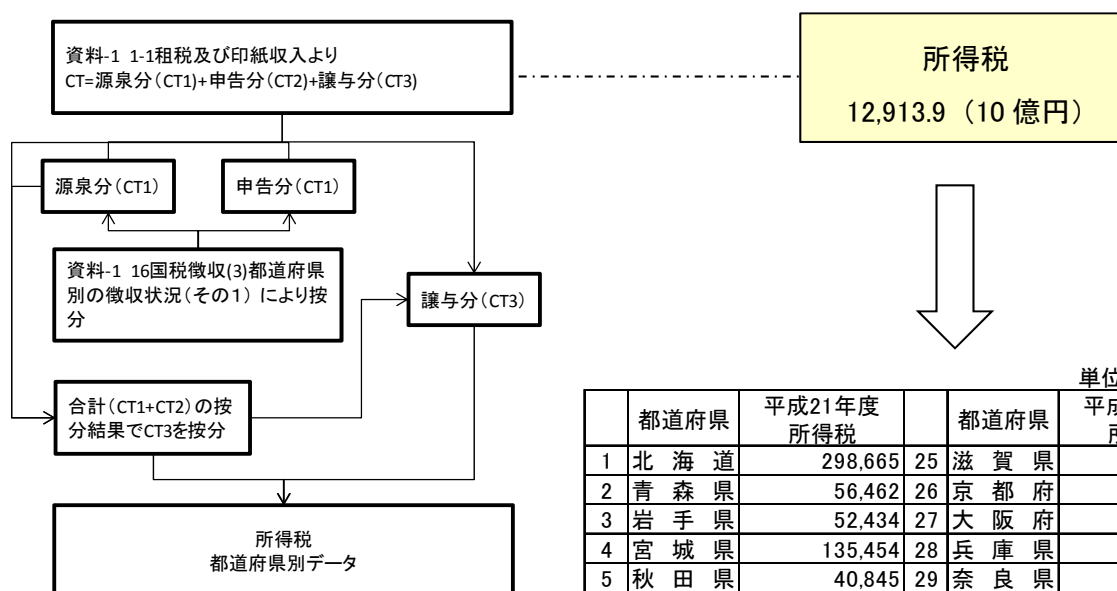 資料-1 1-1租税及び印紙収入より
CT=源泉分(CT1)+申告分(CT2)+譲与分(CT3)
所得税
12,913.9 (10 億円)
源泉分(CT1)
申告分(CT1)
資料-1 16国税徴収(3)都道府県
別の徴収状況(その1) により按
分
譲与分(CT3)
合計(CT1+CT2)の按
分結果でCT3を按分
所得税
都道府県別データ
単位
都道府県 平成21年度 所得税 都道府県
1 北海道 298,665 25 滋賀県
2 青森県 56,462 26 京都府
3 岩手県 52,434 27 大阪府
4 宮城県 135,454 28 兵庫県
5 秋田県 40,845 29 奈良県